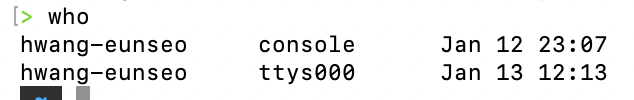 [> who
hwang-eunseo     console      Jan 12 23:07
hwang-eunseo     ttys000      Jan 13 12:13
~